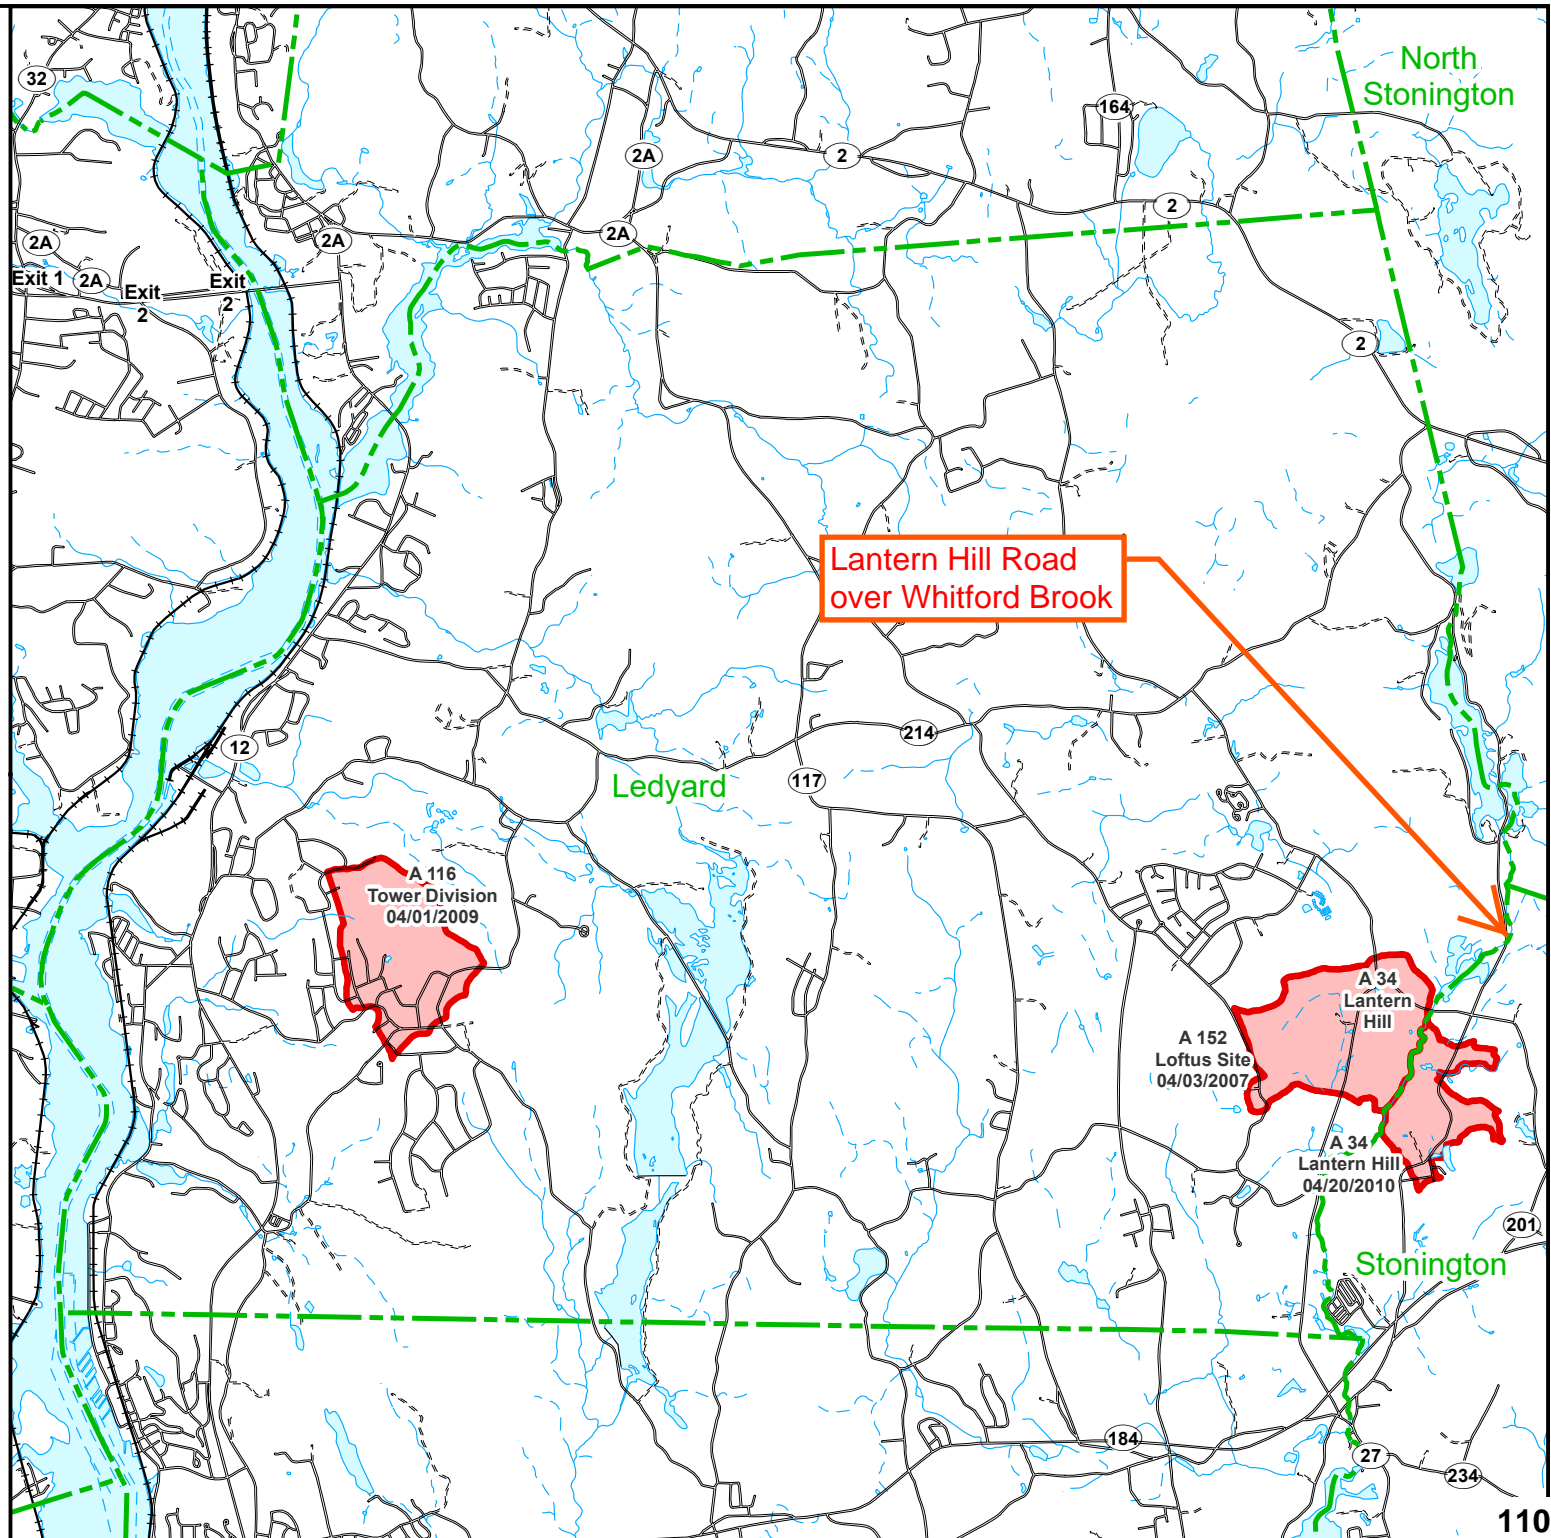 North
Stonington
32
164
2A
2
2
2A
2A
2A
Exit 1
2A
Exit
2
Exit
2
2
Lantern Hill Road
over Whitford Brook
214
12
117
Ledyard
A 116
Tower Division
04/01/2009
A 34
Lantern
Hill
A 152
Loftus Site
04/03/2007
A 34
Lantern Hill
04/20/2010
201
Stonington
184
27
234
110